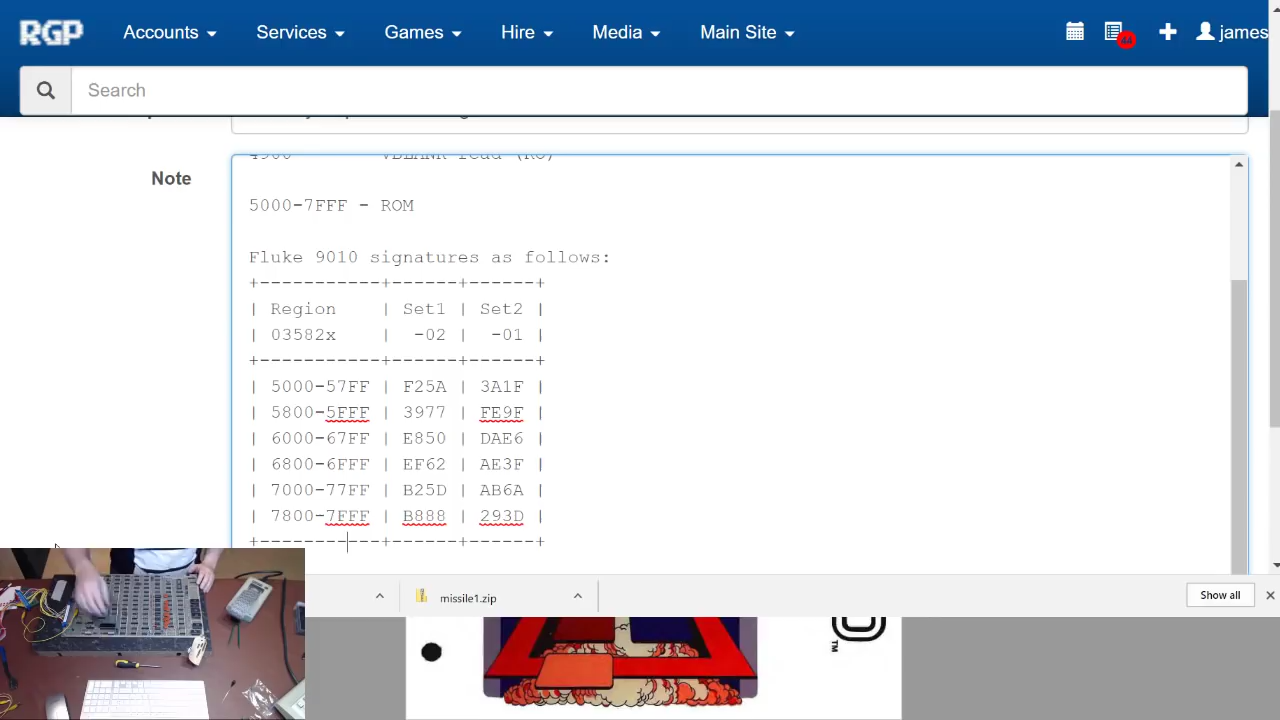 RGP Accounts Services Games Hire Media Main Site 44 james
Search
Note
5000-7FFF - ROM
Fluke 9010 signatures as follows:
+-----------+------+------+
| Region | Set1 | Set2 |
| 03582x | -02 | -01 |
+-----------+------+------+
| 5000-57FF | F25A | 3A1F |
| 5800-5FFF | 3977 | FE9F |
| 6000-67FF | E850 | DAE6 |
| 6800-6FFF | EF62 | AE3F |
| 7000-77FF | B25D | AB6A |
| 7800-7FFF | B888 | 293D |
+-----------+------+------+
missile1.zip
Show all
TM